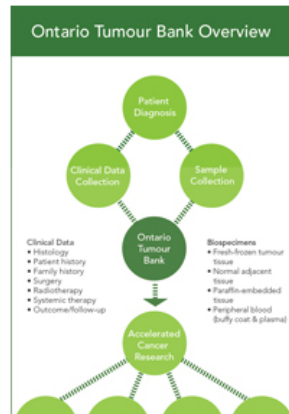 Ontario Tumour Bank Overview
Patient
Diagnosis
Clinical Data
Collection
Sample
Collection
Ontario
Tumour
Bank
Clinical Data
• Histology
• Patient history
• Family history
• Surgery
• Radiotherapy
• Systemic therapy
• Outcome/follow-up
Biospecimens
• Fresh-frozen tumour
tissue
• Normal adjacent
tissue
• Paraffin-embedded
tissue
• Peripheral blood
(buffy coat & plasma)
Accelerated
Cancer
Research